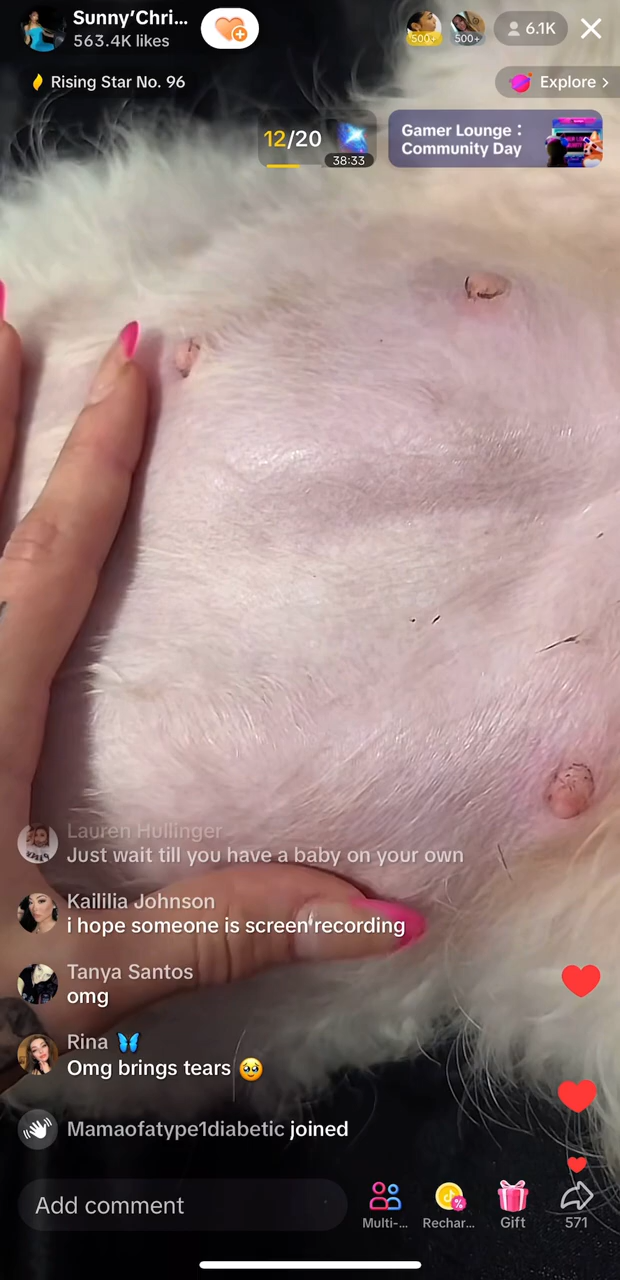 Sunny'Chri...
563.4K likes
500+
500+
6.1K
Rising Star No. 96
Explore >
12/20
38:33
Gamer Lounge :
Community Day
Lauren Hullinger
Just wait till you have a baby on your own
Kaililia Johnson
i hope someone is screen recording
Tanya Santos
omg
Rina 🦋
Omg brings tears 🥹
Mamaofatype1diabetic joined
Add comment
Multi-...
Rechar...
Gift
571